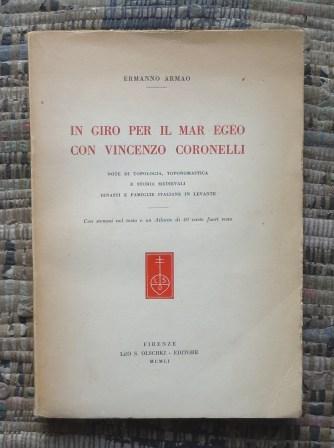 ERMANNO ARMAO
IN GIRO PER IL MAR EGEO
CON VINCENZO CORONELLI
NOTE DI TOPOLOGIA, TOPONOMASTICA
E STORIA MEDIEVALI
DINASTI E FAMIGLIE ITALIANE IN LEVANTE
Con stemmi nel testo e un Atlante di 40 carte fuori testo
FIRENZE
LEO S. OLSCHKI - EDITORE
MCMLI